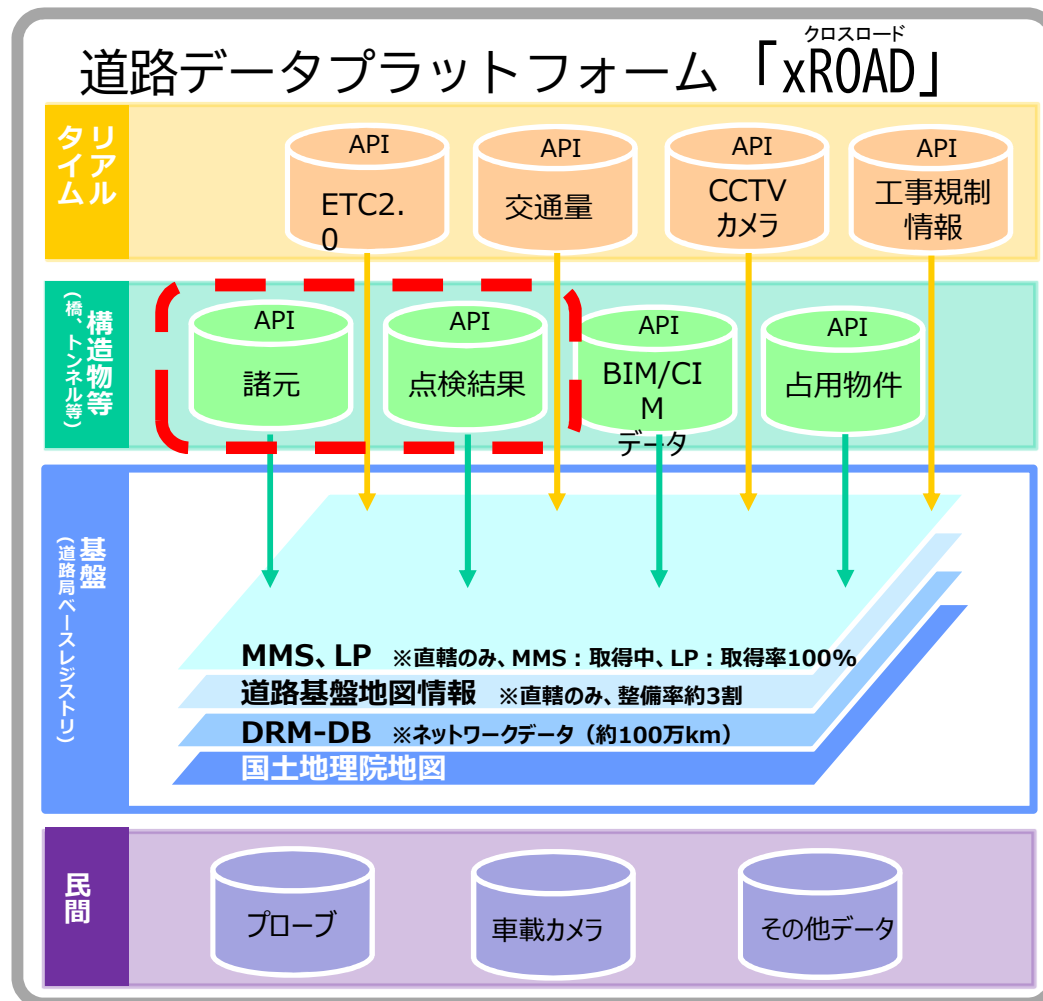 クロスロード
道路データプラットフォーム「xROAD」
リアル
タイム
API
ETC2.
0
API
交通量
API
CCTV
カメラ
API
工事規制
情報
構造物等
(橋、トンネル等)
API
諸元
API
点検結果
API
BIM/CI
M
データ
API
占用物件
基盤
(道路局ベースレジストリ)
MMS、LP ※直轄のみ、MMS:取得中、LP:取得率100%
道路基盤地図情報 ※直轄のみ、整備率約3割
DRM-DB ※ネットワークデータ(約100万km)
国土地理院地図
民間
プローブ
車載カメラ
その他データ